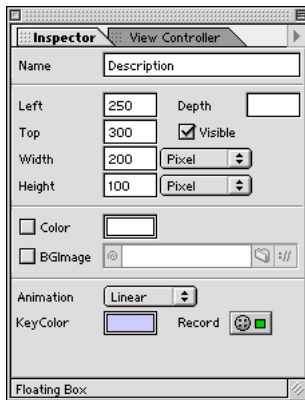 Inspector View Controller
Name Description
Left 250 Depth
Top 300 Visible
Width 200 Pixel
Height 100 Pixel
Color
BGImage ://
Animation Linear
KeyColor Record
Floating Box